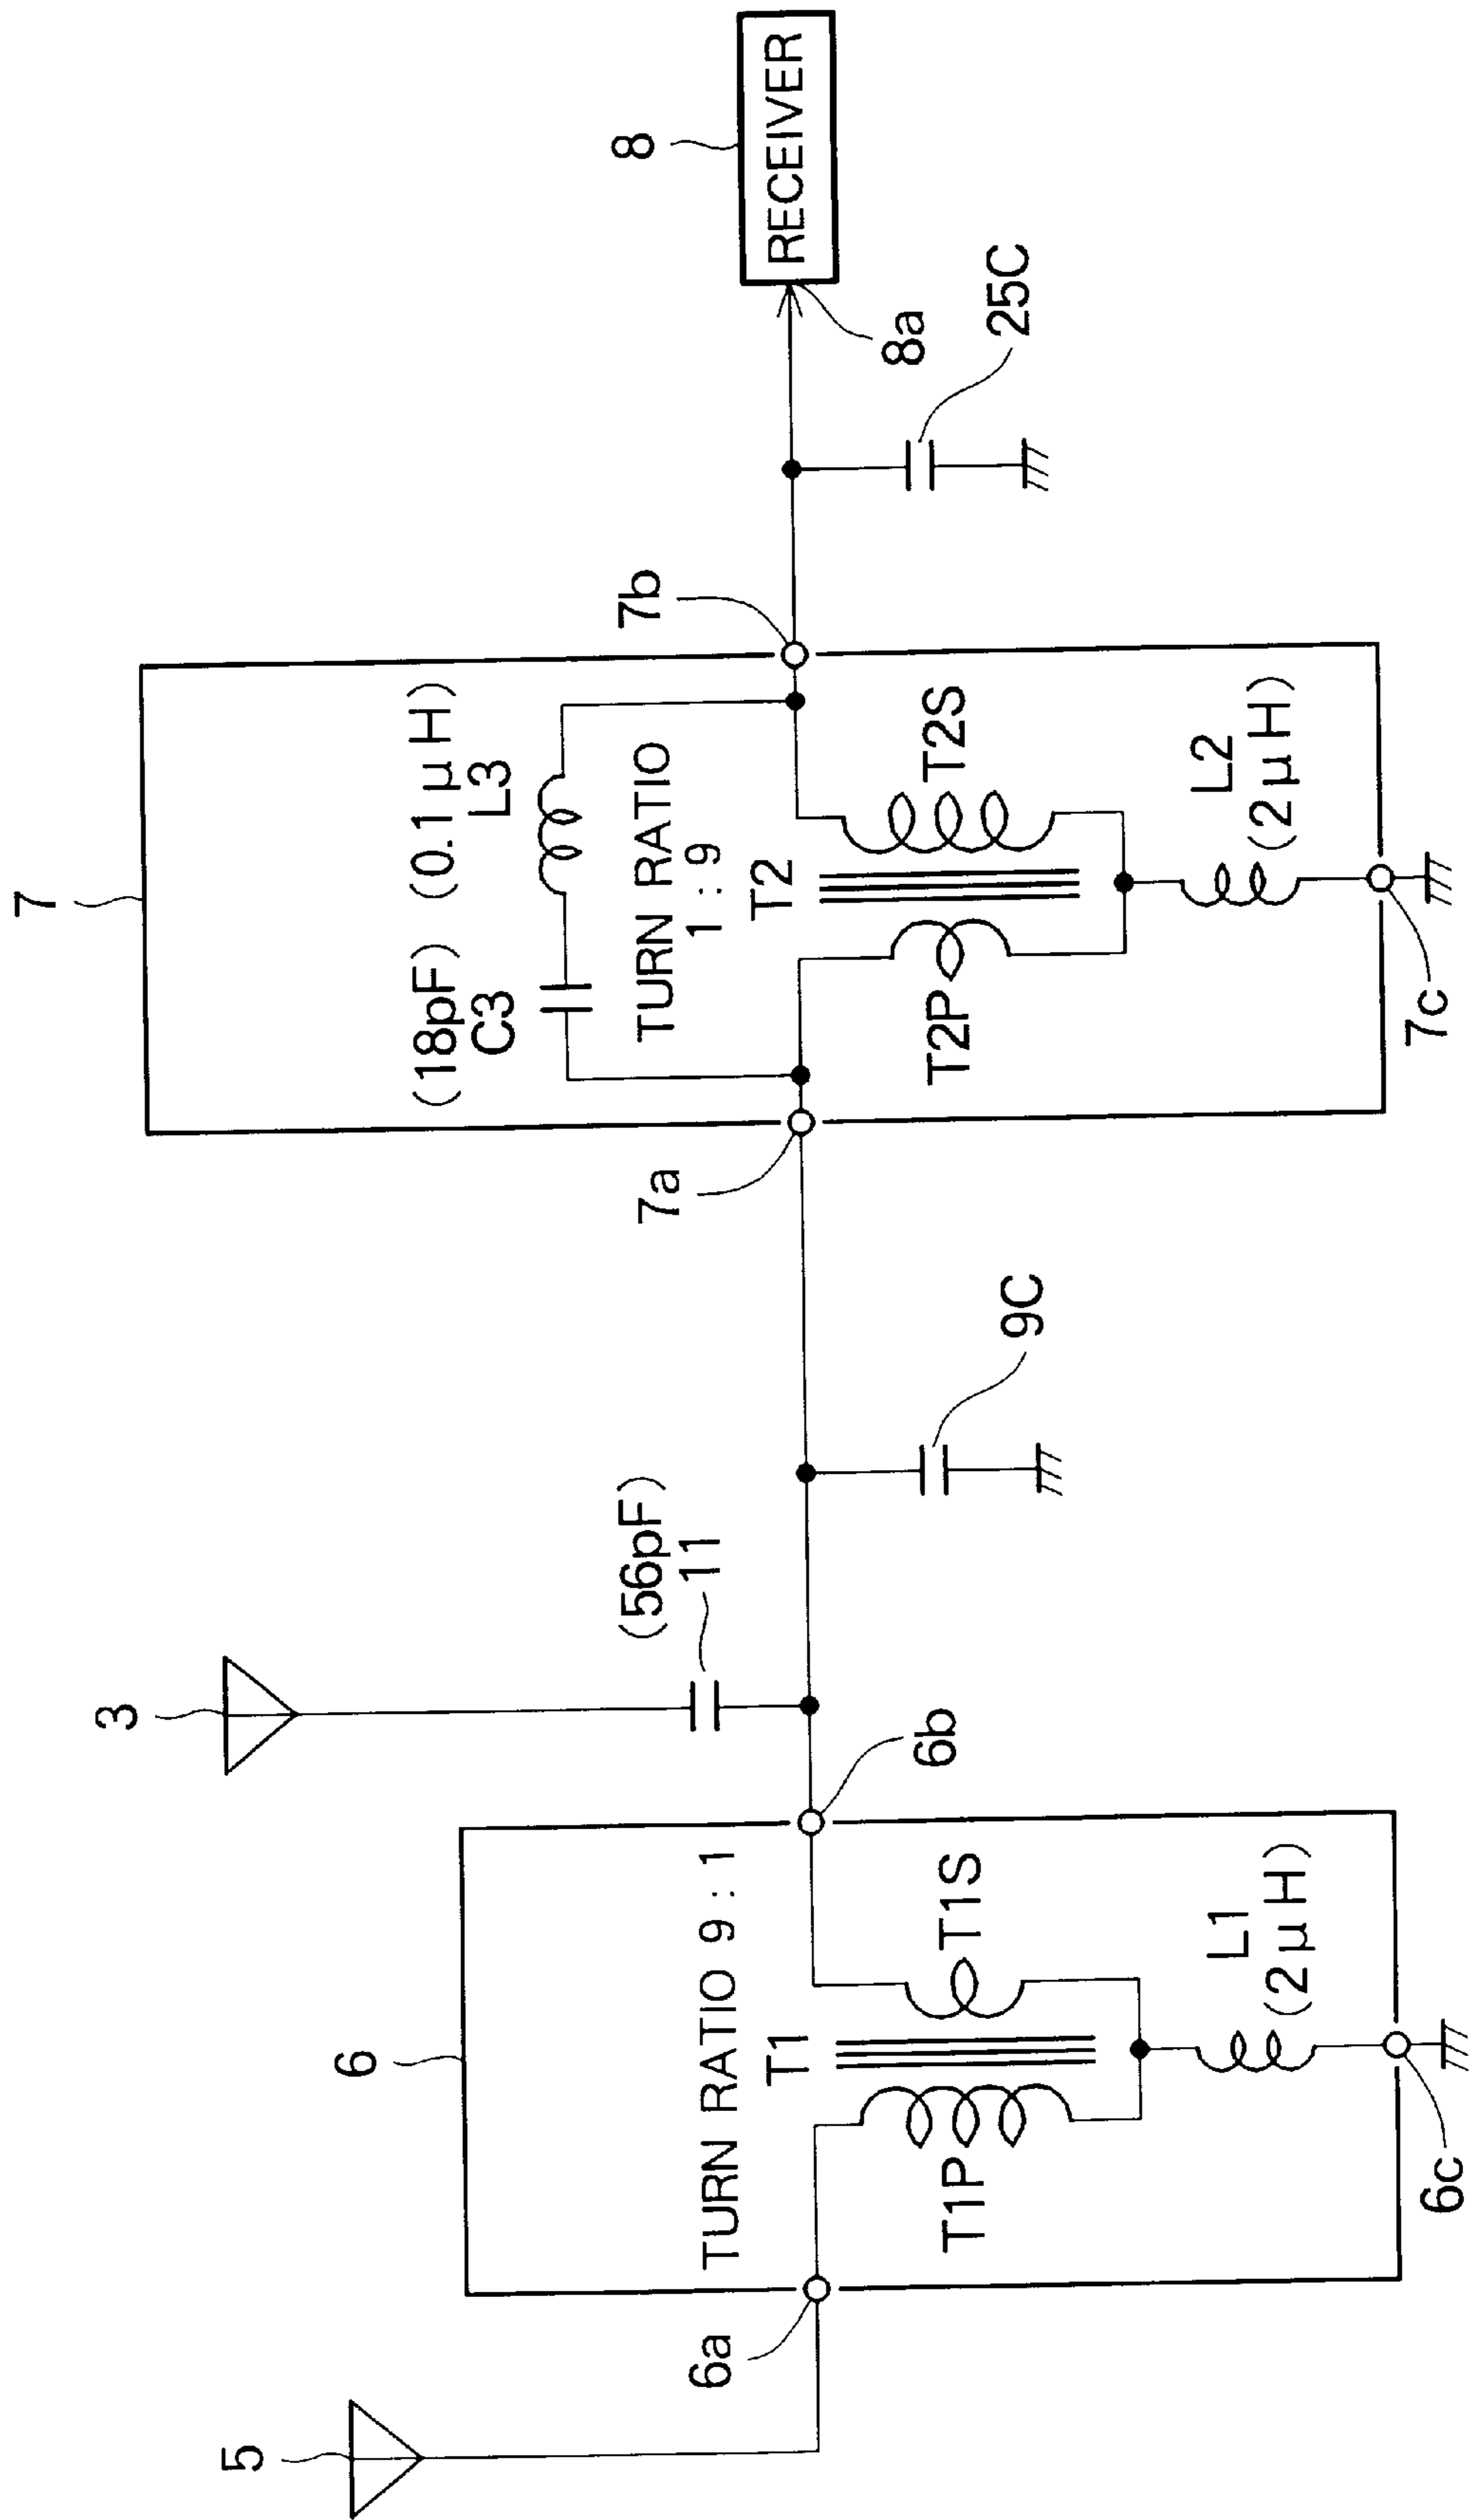 7
(18pF) (0.1μH)
C3 L3
TURN RATIO
1:9
T2
T2P
T2S
L2
(2μH)
7a
7b
7c
8
RECEIVER
8a
25C
3
(56pF)
11
9C
5
6
TURN RATIO 9:1
T1
T1P
T1S
L1
(2μH)
6a
6b
6c